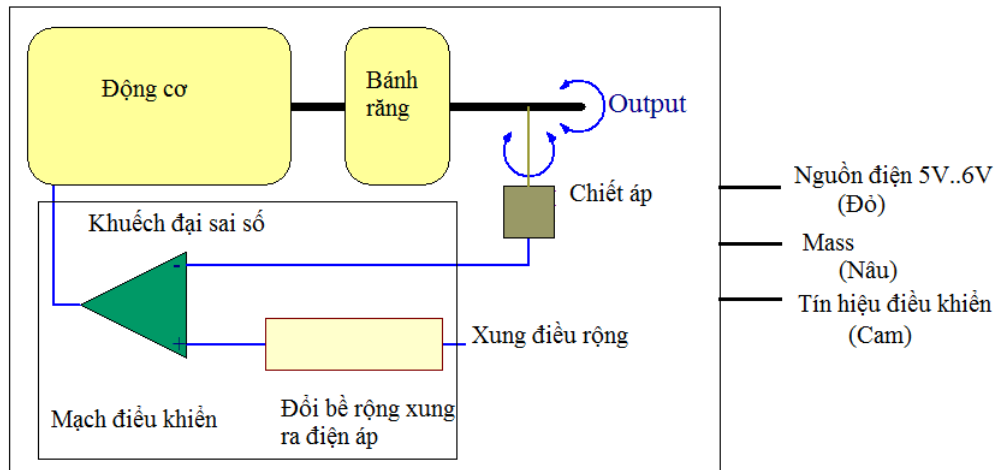 Động cơ
Bánh
răng
Output
Chiết áp
Khuếch đại sai số
-
+
Xung điều rộng
Mạch điều khiển
Đổi bề rộng xung
ra điện áp
Nguồn điện 5V..6V
(Đỏ)
Mass
(Nâu)
Tín hiệu điều khiển
(Cam)